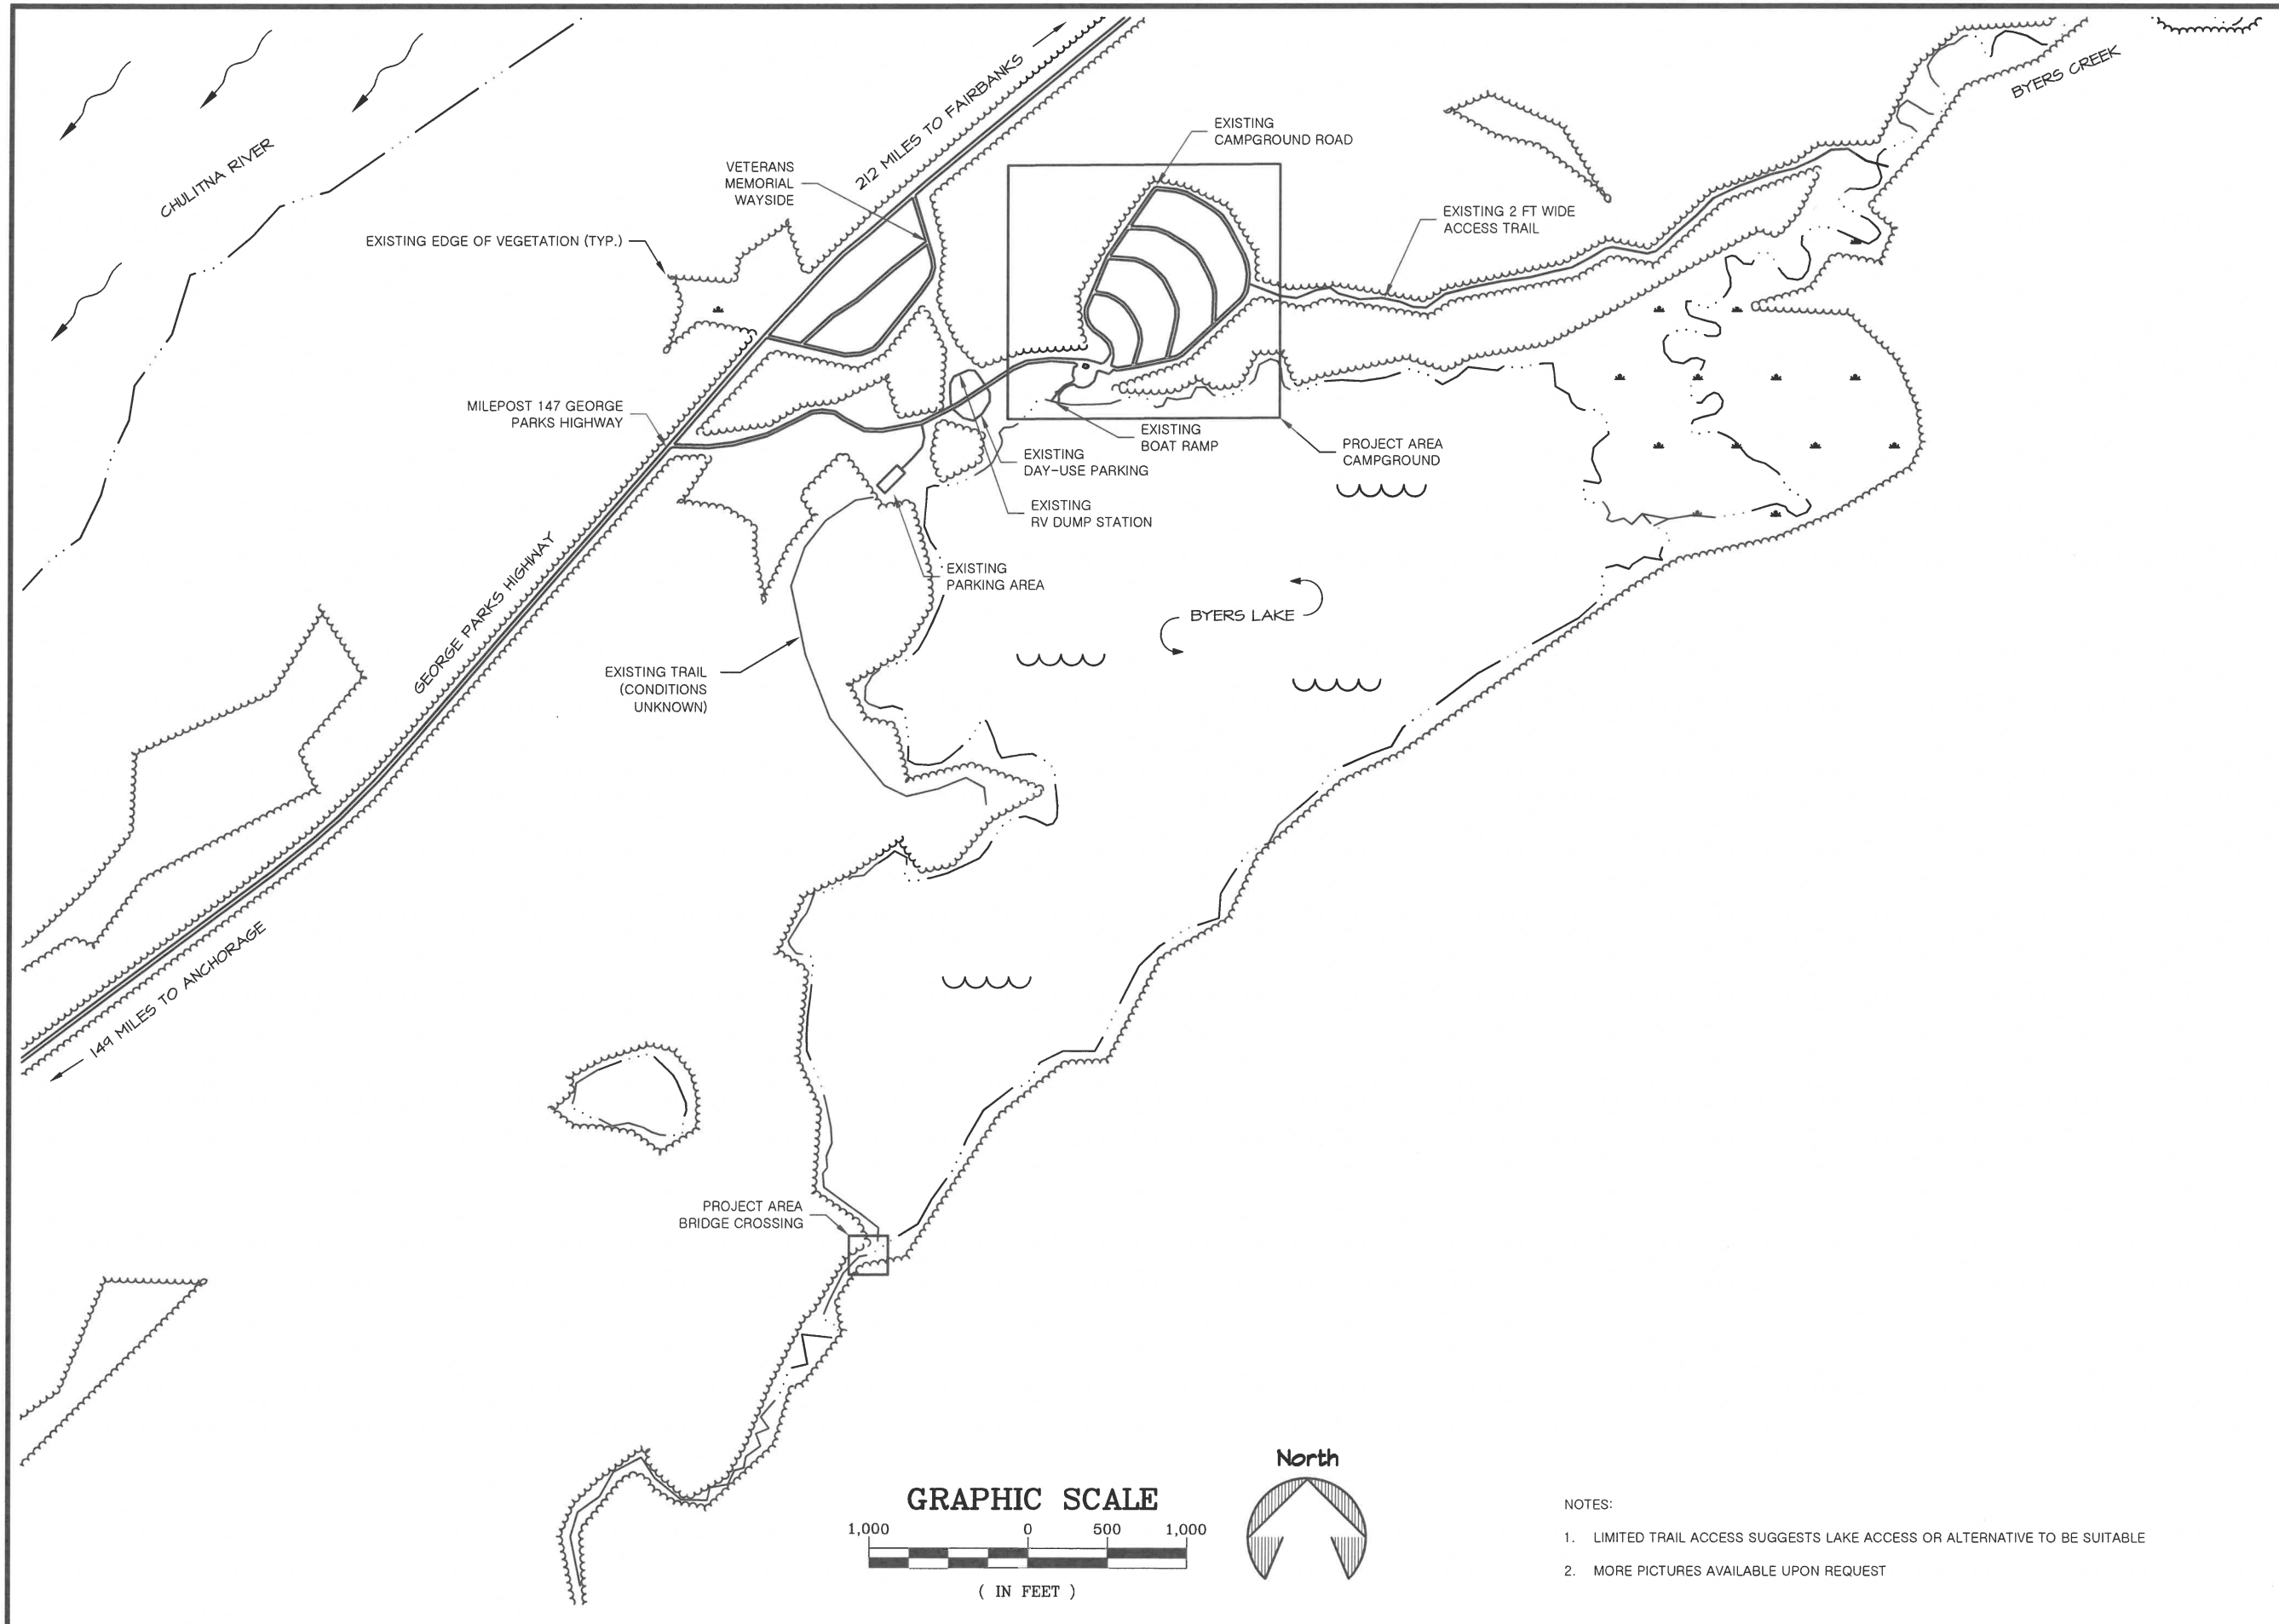 BYERS CREEK
212 MILES TO FAIRBANKS
CHULITNA RIVER
EXISTING
CAMPGROUND ROAD
VETERANS
MEMORIAL
WAYSIDE
EXISTING 2 FT WIDE
ACCESS TRAIL
EXISTING EDGE OF VEGETATION (TYP.)
MILEPOST 147 GEORGE
PARKS HIGHWAY
EXISTING
BOAT RAMP
PROJECT AREA
CAMPGROUND
EXISTING
DAY-USE PARKING
EXISTING
RV DUMP STATION
EXISTING
PARKING AREA
GEORGE PARKS HIGHWAY
BYERS LAKE
EXISTING TRAIL
(CONDITIONS
UNKNOWN)
149 MILES TO ANCHORAGE
PROJECT AREA
BRIDGE CROSSING
North
GRAPHIC SCALE
1,000 0 500 1,000
( IN FEET )
NOTES:
1. LIMITED TRAIL ACCESS SUGGESTS LAKE ACCESS OR ALTERNATIVE TO BE SUITABLE
2. MORE PICTURES AVAILABLE UPON REQUEST